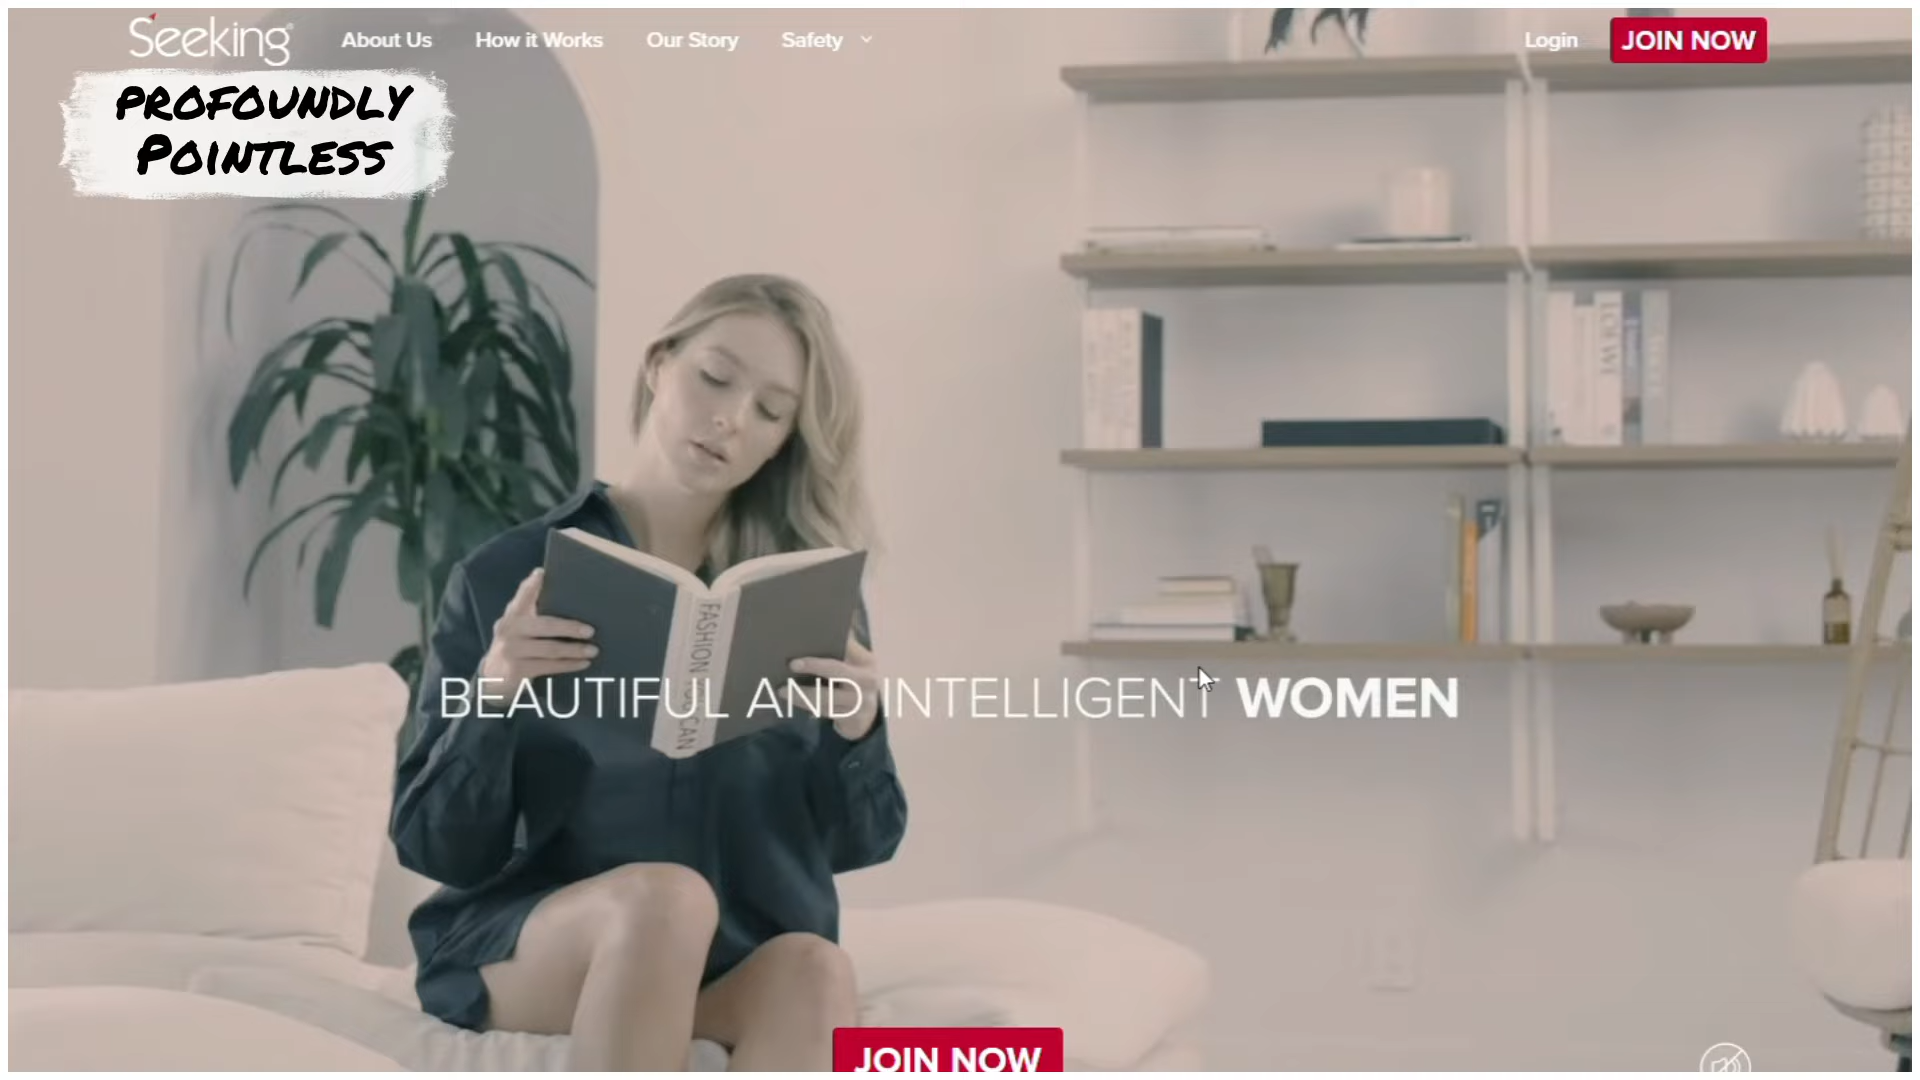 Seeking
About Us How it Works Our Story Safety Login JOIN NOW
PROFOUNDLY
POINTLESS
LOEWE
FASHION
BEAUTIFUL AND INTELLIGENT WOMEN
JOIN NOW